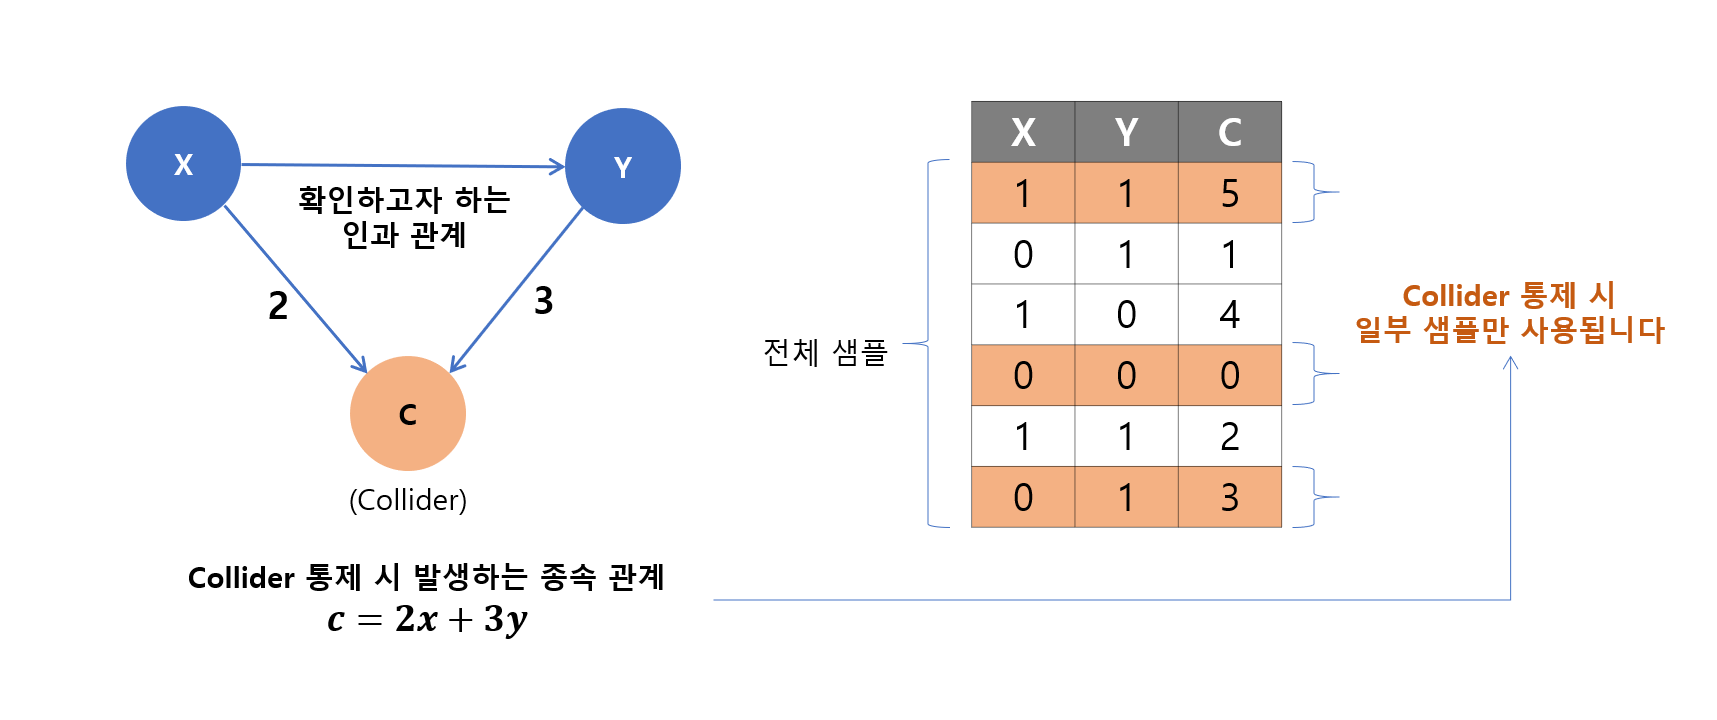 X
Y
확인하고자 하는
인과 관계
2
3
C
(Collider)
Collider 통제 시 발생하는 종속 관계
c = 2x + 3y
전체 샘플
X Y C
1 1 5
0 1 1
1 0 4
0 0 0
1 1 2
0 1 3
Collider 통제 시
일부 샘플만 사용됩니다